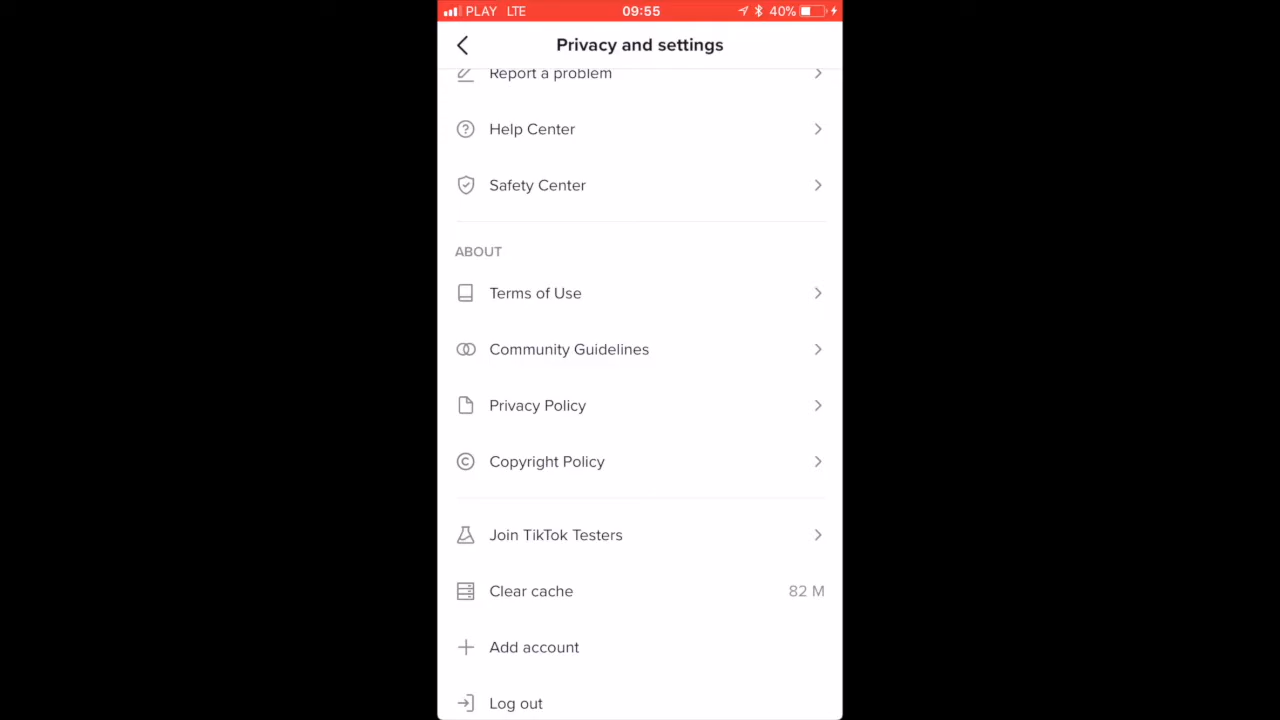 PLAY LTE 09:55 40%
Privacy and settings
Report a problem
Help Center
Safety Center
ABOUT
Terms of Use
Community Guidelines
Privacy Policy
Copyright Policy
Join TikTok Testers
Clear cache 82 M
Add account
Log out